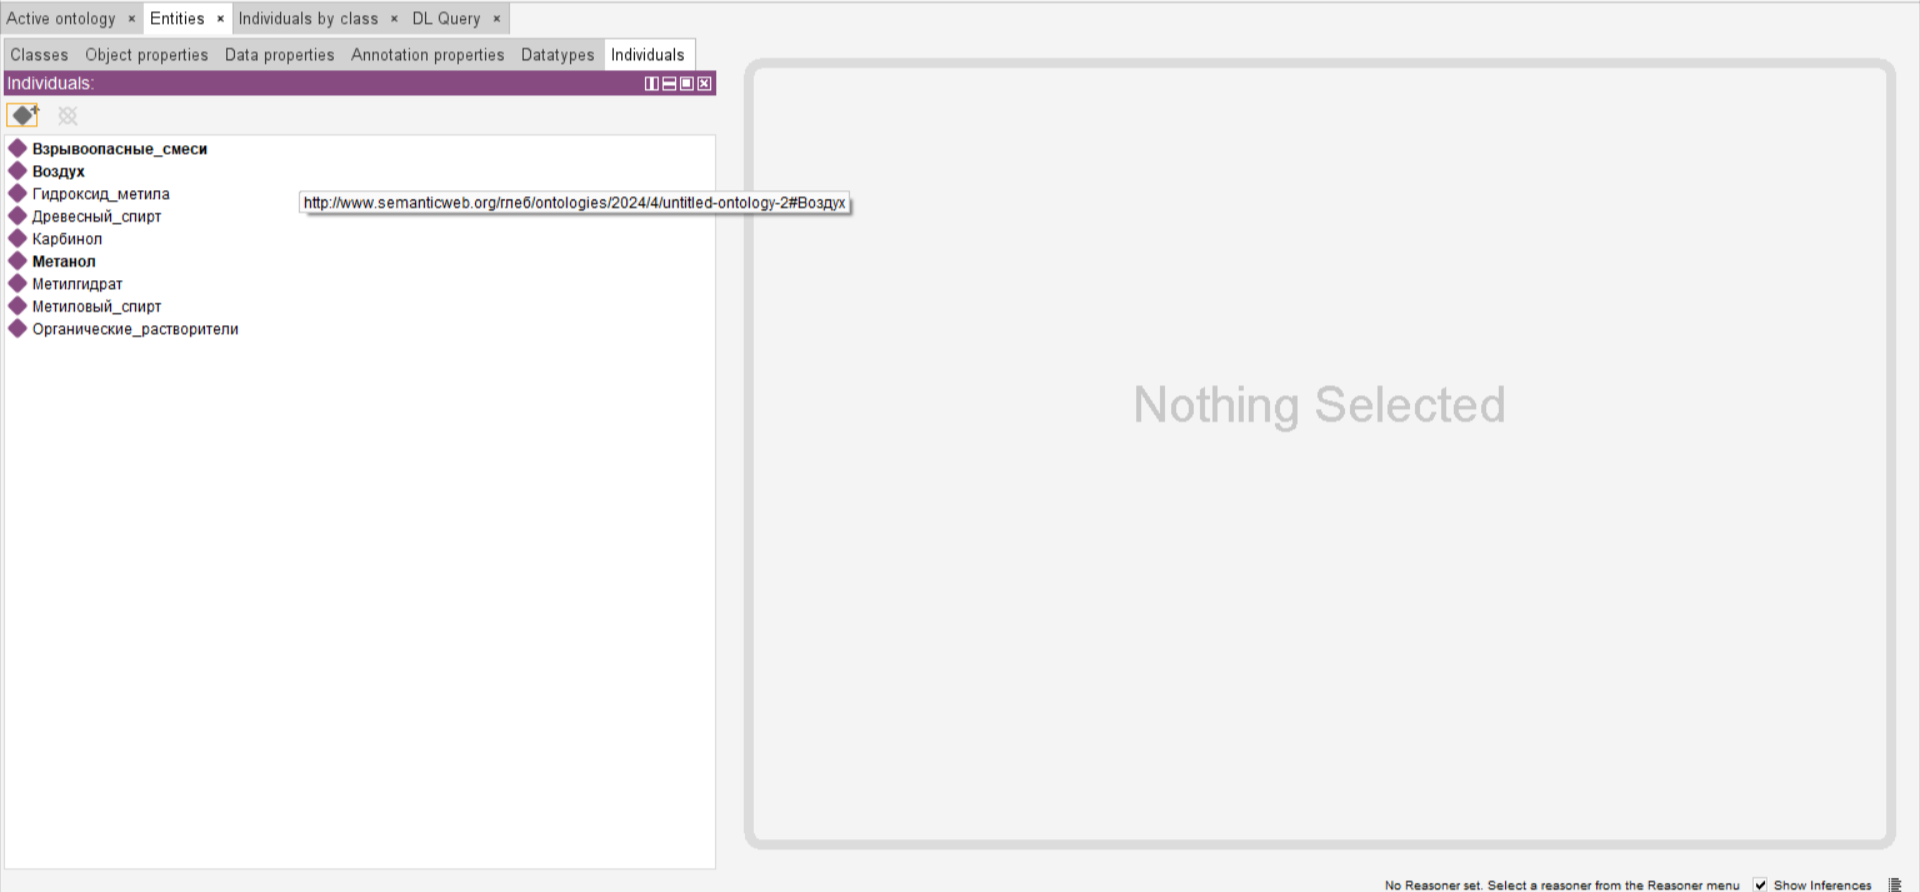 Active ontology × Entities × Individuals by class × DL Query ×
Classes Object properties Data properties Annotation properties Datatypes Individuals
Individuals:
Взрывоопасные_смеси
Воздух
Гидроксид_метила
http://www.semanticweb.org/глеб/ontologies/2024/4/untitled-ontology-2#Воздух
Древесный_спирт
Карбинол
Метанол
Метилгидрат
Метиловый_спирт
Органические_растворители
Nothing Selected
No Reasoner set. Select a reasoner from the Reasoner menu Show Inferences